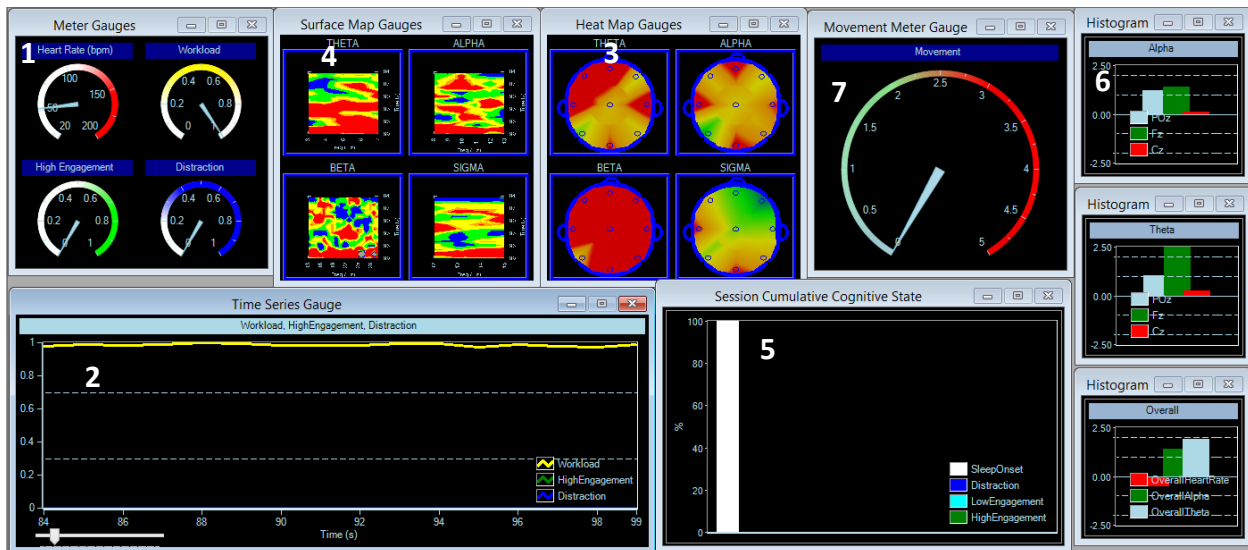 Meter Gauges
1
Heart Rate (bpm)
50
100
150
20
200
Workload
0.4
0.6
0.2
0.8
0
1
High Engagement
0.4
0.6
0.2
0.8
0
1
Distraction
0.4
0.6
0.2
0.8
0
1
Surface Map Gauges
4
THETA
ALPHA
BETA
SIGMA
Heat Map Gauges
3
THETA
ALPHA
BETA
SIGMA
Movement Meter Gauge
Movement
7
2.5
2
3
1.5
3.5
1
4
0.5
4.5
0
5
Histogram
Alpha
6
2.50
0.00
-2.50
POz
Fz
Cz
Histogram
Theta
2.50
0.00
-2.50
POz
Fz
Cz
Histogram
Overall
2.50
0.00
-2.50
OverallHeartRate
OverallAlpha
OverallTheta
Time Series Gauge
Workload, HighEngagement, Distraction
2
1
0.8
0.6
0.4
0.2
0
84 86 88 90 92 94 96 98 99
Time (s)
Workload
HighEngagement
Distraction
Session Cumulative Cognitive State
5
100
80
60
40
20
0
%
SleepOnset
Distraction
LowEngagement
HighEngagement